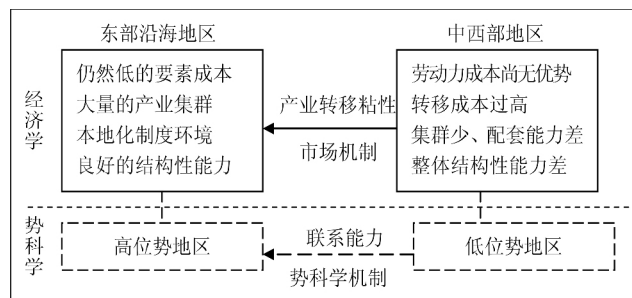 东部沿海地区
中西部地区
经济学
仍然低的要素成本
大量的产业集群
本地化制度环境
良好的结构性能力
产业转移粘性
市场机制
劳动力成本尚无优势
转移成本过高
集群少、配套能力差
整体结构性能力差
势科学
高位势地区
联系能力
势科学机制
低位势地区